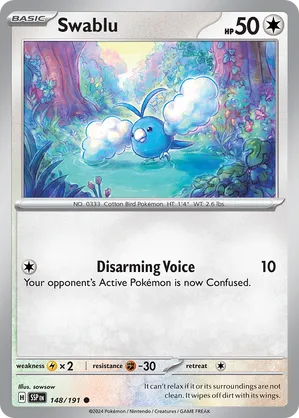 BASIC
Swablu
HP 50
NO. 0333 Cotton Bird Pokémon HT: 1'4" WT: 2.6 lbs.
Disarming Voice 10
Your opponent's Active Pokémon is now Confused.
weakness ×2 resistance -30 retreat
Illus. sowsow
H SSP EN 148/191
It can't relax if it or its surroundings
are not clean. It wipes off dirt with its wings.
©2024 Pokémon / Nintendo / Creatures / GAME FREAK